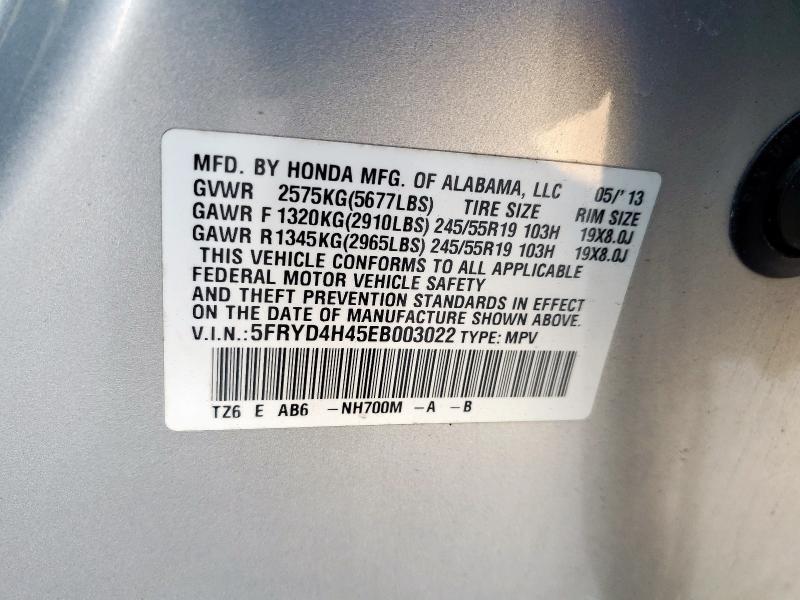 MFD. BY HONDA MFG. OF ALABAMA, LLC 05/'13
GVWR 2575KG(5677LBS) TIRE SIZE RIM SIZE
GAWR F 1320KG(2910LBS) 245/55R19 103H 19X8.0J
GAWR R 1345KG(2965LBS) 245/55R19 103H 19X8.0J
THIS VEHICLE CONFORMS TO ALL APPLICABLE
FEDERAL MOTOR VEHICLE SAFETY
AND THEFT PREVENTION STANDARDS IN EFFECT
ON THE DATE OF MANUFACTURE SHOWN ABOVE.
V.I.N.:5FRYD4H45EB003022 TYPE: MPV
TZ6 E AB6 -NH700M -A -B